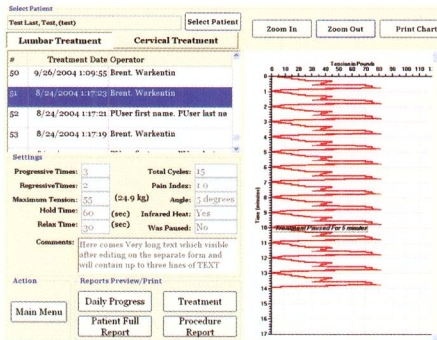 Select Patient
Test Last, Test, (test)
Select Patient
Zoom In
Zoom Out
Print Chart
Lumbar Treatment
Cervical Treatment
# Treatment Date Operator
50 9/26/2004 1:09:55 Brent. Warkentin
51 8/24/2004 1:17:23 Brent. Warkentin
52 8/24/2004 1:17:21 PUser first name. PUser last na
53 8/24/2004 1:17:19 Brent. Warkentin
Settings
Progressive Times: 3
Total Cycles: 15
RegressiveTimes: 2
Pain Index: 10
Maximum Tension: 55 (24.9 kg)
Angle: 3 degrees
Hold Time: 60 (sec)
Infrared Heat: Yes
Relax Time: 30 (sec)
Was Paused: No
Comments:
Here comes Very long text which visible
after editing on the separate form and
will contain up to three lines of TEXT
Action
Reports Preview/Print
Main Menu
Daily Progress
Treatment
Patient Full Report
Procedure Report
Tension in Pounds
0 10 20 30 40 50 60 70 80 90 100 110
Time (minutes)
0
1
2
3
4
5
6
7
8
9
10
11
12
13
14
15
16
17
Treatment Paused For 5 minutes